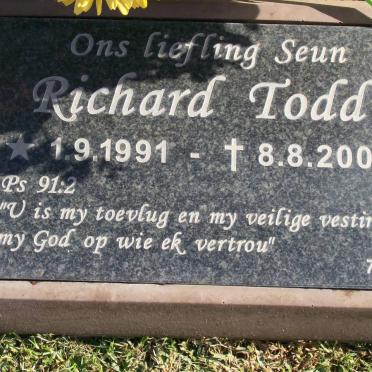 Ons liefling Seun
Richard Todd
★ 1.9.1991 - ✝ 8.8.200
Ps 91:2
"U is my toevlug en my veilige vestin
my God op wie ek vertrou"